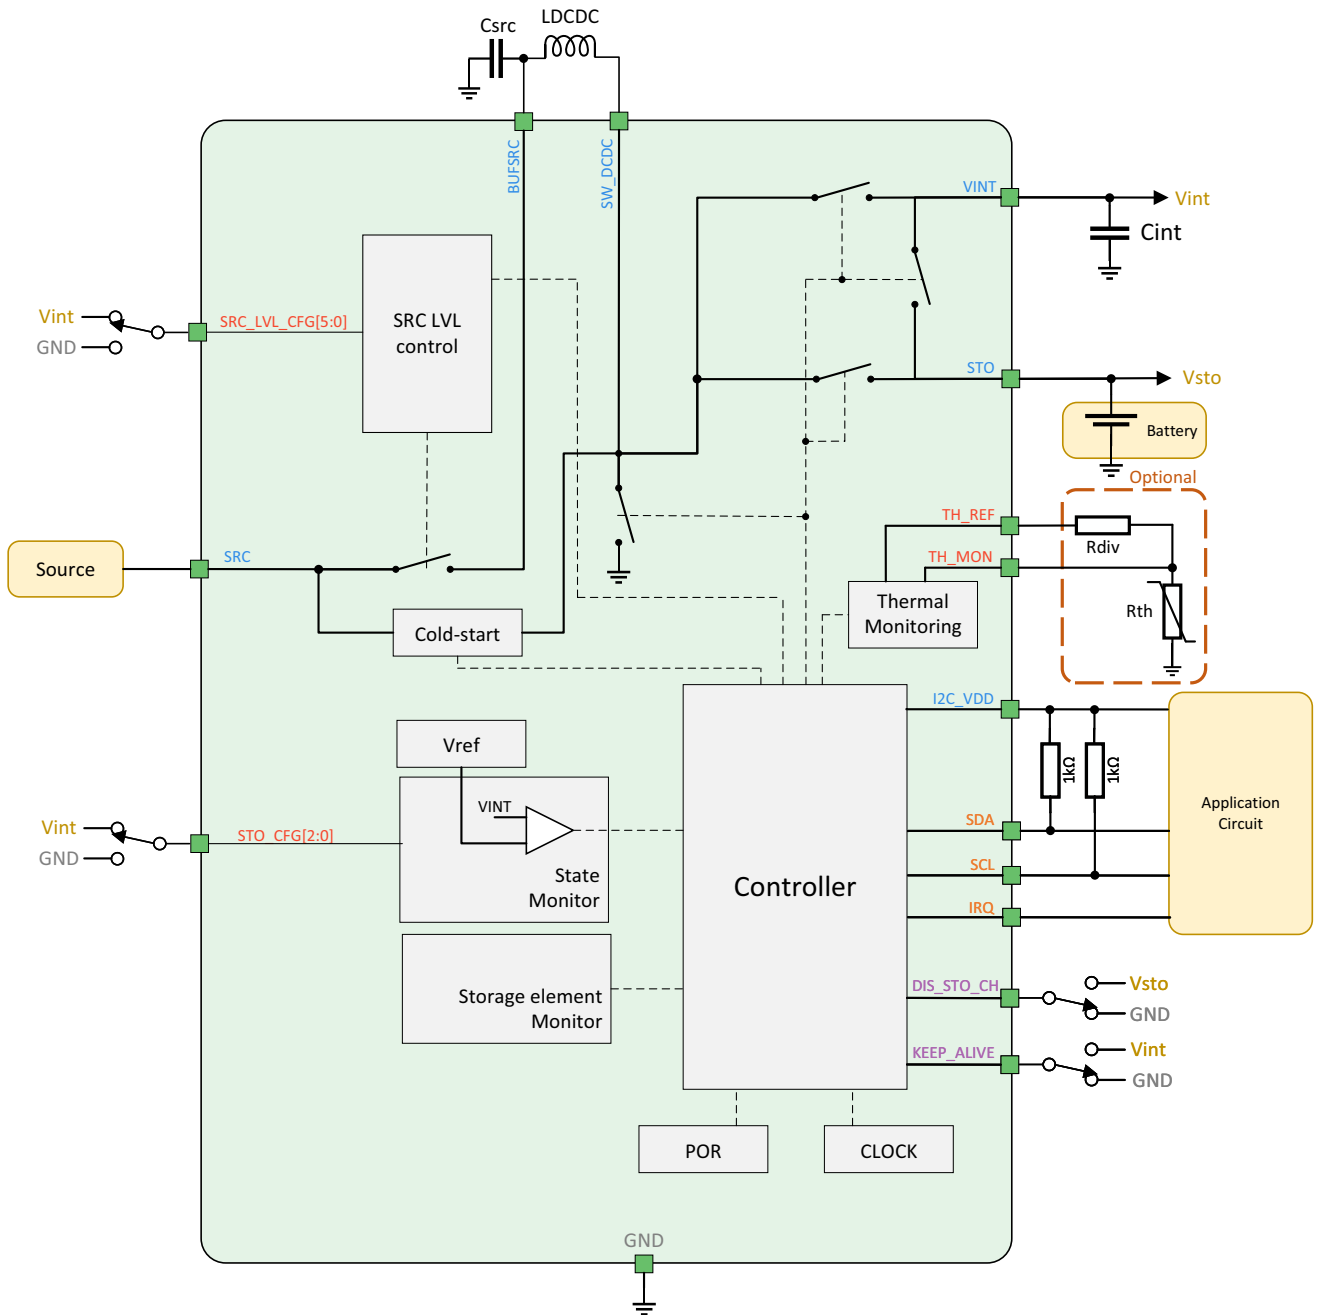 Csrc
LDCDC
BUFSRC
SW_DCDC
VINT
Vint
Cint
Vint
GND
SRC_LVL_CFG[5:0]
SRC LVL
control
STO
Vsto
Battery
Optional
TH_REF
Rdiv
TH_MON
Rth
Source
SRC
Cold-start
Thermal
Monitoring
I2C_VDD
1kΩ
1kΩ
Vref
VINT
State
Monitor
Vint
GND
STO_CFG[2:0]
Controller
SDA
SCL
IRQ
Application
Circuit
Storage element
Monitor
DIS_STO_CH
Vsto
GND
KEEP_ALIVE
Vint
GND
POR
CLOCK
GND